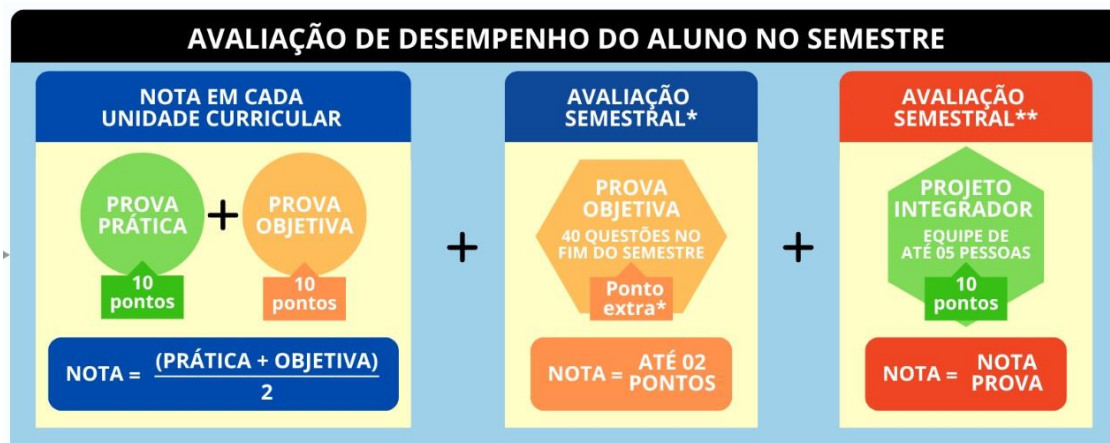 AVALIAÇÃO DE DESEMPENHO DO ALUNO NO SEMESTRE
NOTA EM CADA
UNIDADE CURRICULAR
PROVA
PRÁTICA
+
PROVA
OBJETIVA
10
pontos
10
pontos
NOTA = (PRÁTICA + OBJETIVA)
2
+
AVALIAÇÃO
SEMESTRAL*
PROVA
OBJETIVA
40 QUESTÕES NO
FIM DO SEMESTRE
Ponto
extra*
NOTA = ATÉ 02
PONTOS
+
AVALIAÇÃO
SEMESTRAL**
PROJETO
INTEGRADOR
EQUIPE DE
ATÉ 05 PESSOAS
10
pontos
NOTA = NOTA
PROVA